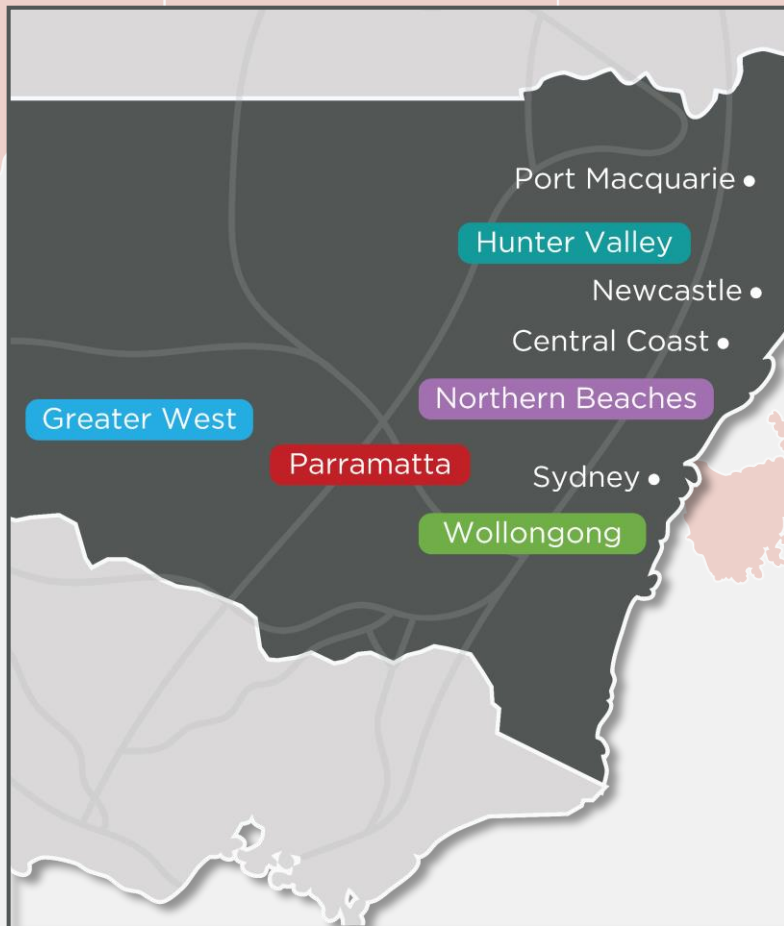 Port Macquarie
Hunter Valley
Newcastle
Central Coast
Northern Beaches
Greater West
Parramatta
Sydney
Wollongong